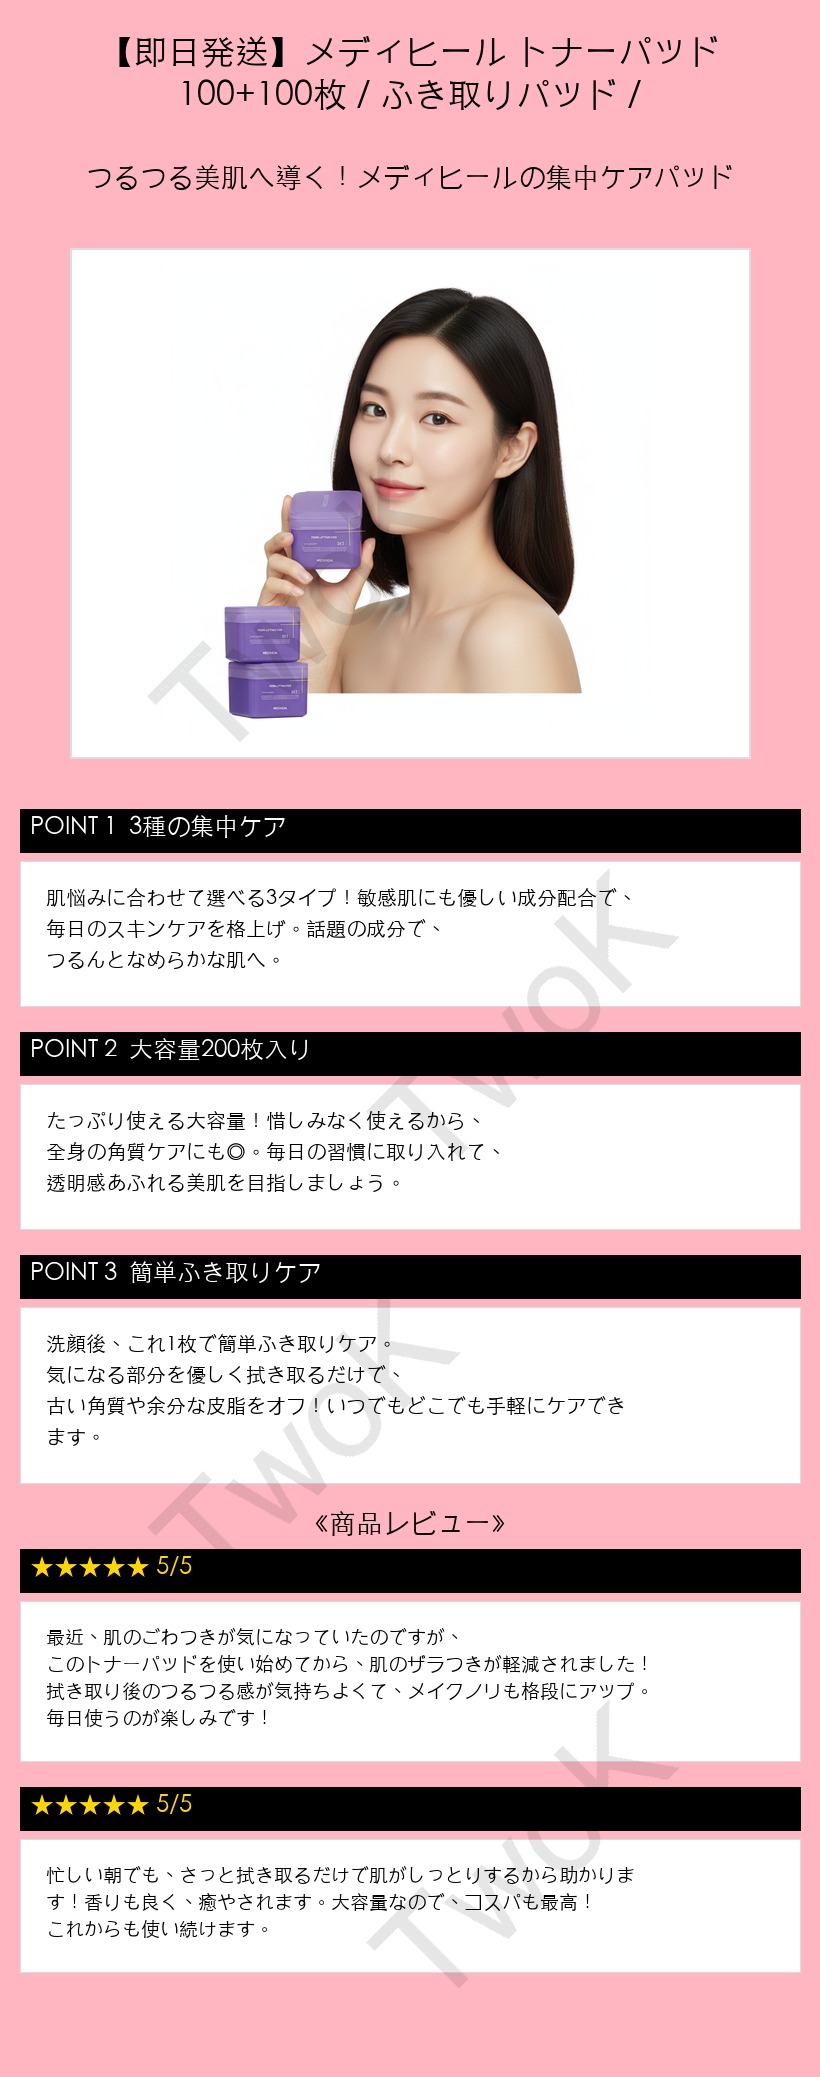 【即日発送】メディヒール トナーパッド
100+100枚 / ふき取りパッド /
つるつる美肌へ導く！メディヒールの集中ケアパッド
MEDIHEAL
MEDIHEAL
MEDIHEAL
POINT 1 3種の集中ケア
肌悩みに合わせて選べる3タイプ！敏感肌にも優しい成分配合で、
毎日のスキンケアを格上げ。話題の成分で、
つるんとなめらかな肌へ。
POINT 2 大容量200枚入り
たっぷり使える大容量！惜しみなく使えるから、
全身の角質ケアにも◎。毎日の習慣に取り入れて、
透明感あふれる美肌を目指しましょう。
POINT 3 簡単ふき取りケア
洗顔後、これ1枚で簡単ふき取りケア。
気になる部分を優しく拭き取るだけで、
古い角質や余分な皮脂をオフ！いつでもどこでも手軽にケアでき
ます。
《商品レビュー》
★★★★★ 5/5
最近、肌のごわつきが気になっていたのですが、
このトナーパッドを使い始めてから、肌のザラつきが軽減されました！
拭き取り後のつるつる感が気持ちよくて、メイクノリも格段にアップ。
毎日使うのが楽しみです！
★★★★★ 5/5
忙しい朝でも、さっと拭き取るだけで肌がしっとりするから助かりま
す！香りも良く、癒やされます。大容量なので、コスパも最高！
これからも使い続けます。
TwoK
TwoK
TwoK
TwoK